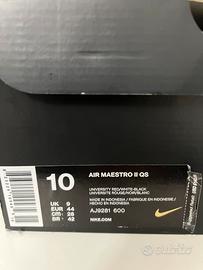 10
UK 9
EUR 44
CM 28
BR 42
AIR MAESTRO II QS
UNIVERSITY RED/WHITE-BLACK
UNIVERSITE ROUGE/NOIR/BLANC
MADE IN INDONESIA / FABRIQUE EN INDONESIE /
HECHO EN INDONESIA
AJ9281 600
NIKE.COM
subito